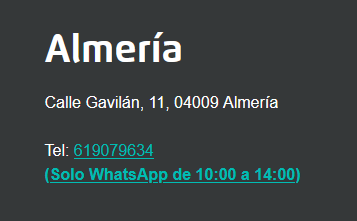 Almería
Calle Gavilán, 11, 04009 Almería
Tel: 619079634
(Solo WhatsApp de 10:00 a 14:00)